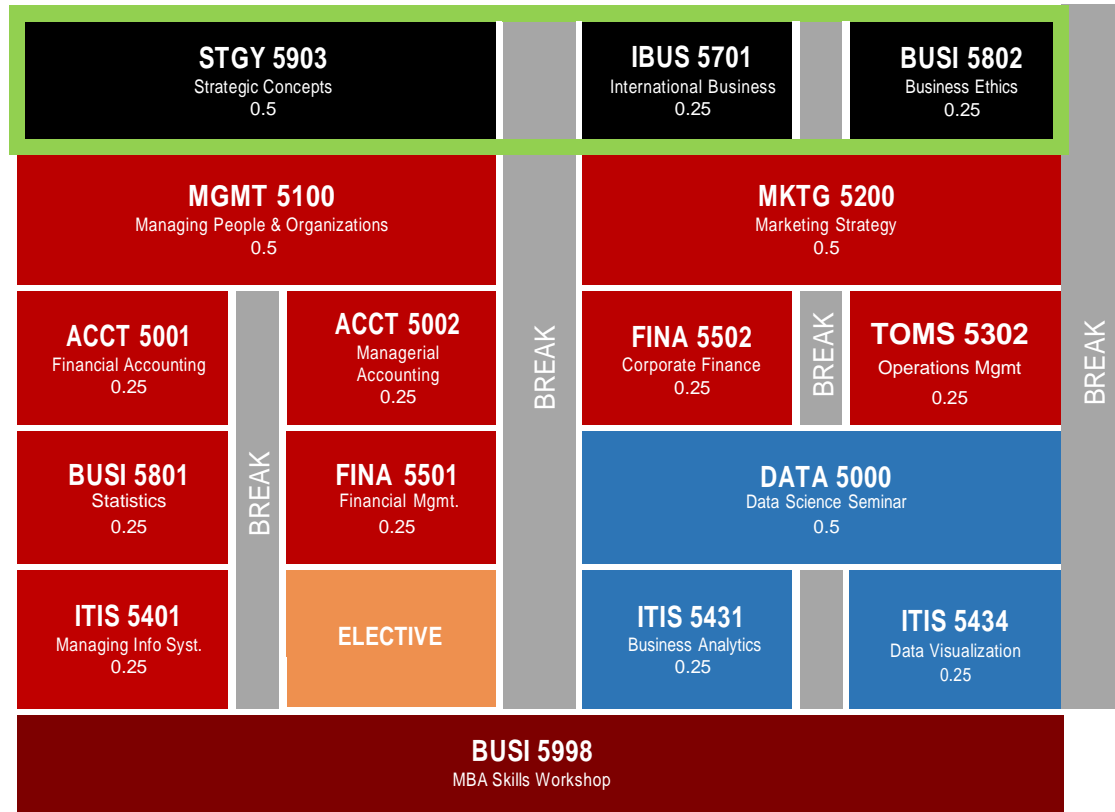 STGY 5903
Strategic Concepts
0.5
IBUS 5701
International Business
0.25
BUSI 5802
Business Ethics
0.25
MGMT 5100
Managing People & Organizations
0.5
MKTG 5200
Marketing Strategy
0.5
ACCT 5001
Financial Accounting
0.25
ACCT 5002
Managerial
Accounting
0.25
BREAK
FINA 5502
Corporate Finance
0.25
BREAK
TOMS 5302
Operations Mgmt
0.25
BREAK
BUSI 5801
Statistics
0.25
BREAK
FINA 5501
Financial Mgmt.
0.25
DATA 5000
Data Science Seminar
0.5
ITIS 5401
Managing Info Syst.
0.25
ELECTIVE
ITIS 5431
Business Analytics
0.25
ITIS 5434
Data Visualization
0.25
BUSI 5998
MBA Skills Workshop